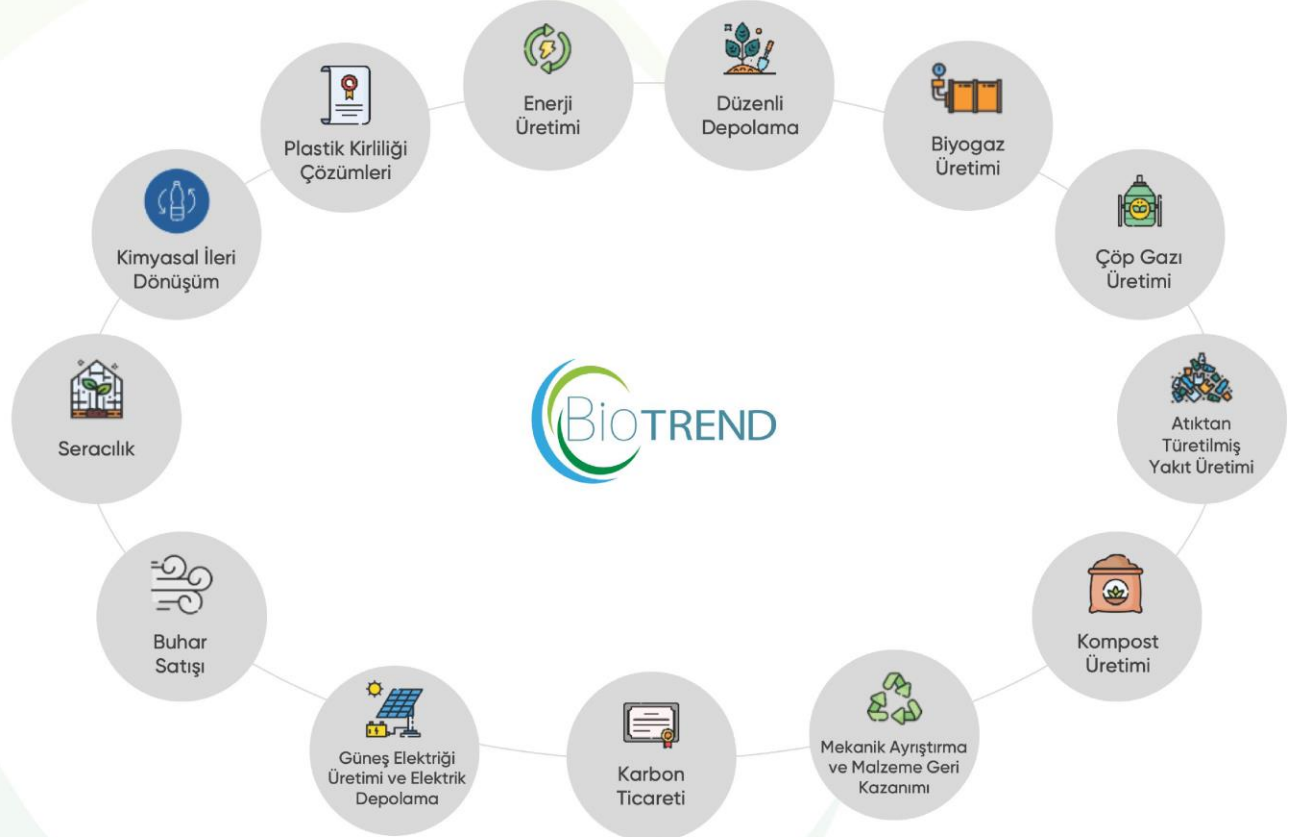 Enerji
Üretimi
Düzenli
Depolama
Biyogaz
Üretimi
Çöp Gazı
Üretimi
Atıktan
Türetilmiş
Yakıt Üretimi
Kompost
Üretimi
Mekanik Ayrıştırma
ve Malzeme Geri
Kazanımı
Karbon
Ticareti
Güneş Elektriği
Üretimi ve Elektrik
Depolama
Buhar
Satışı
Seracılık
Kimyasal İleri
Dönüşüm
Plastik Kirliliği
Çözümleri
BioTREND